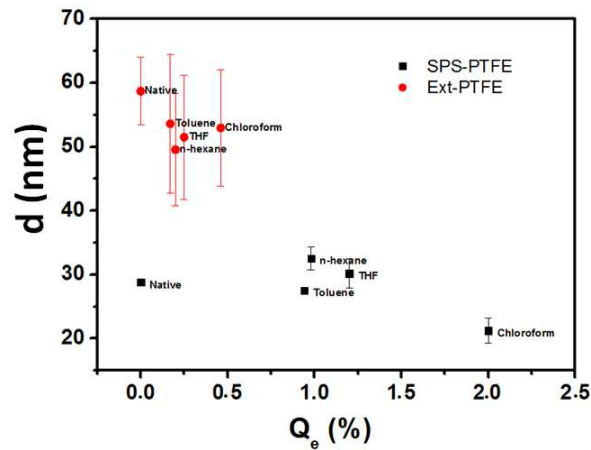 70
60
50
40
30
20
d (nm)
SPS-PTFE
Ext-PTFE
Native
Toluene
THF
n-hexane
Chloroform
n-hexane
THF
Native
Toluene
Chloroform
0.0 0.5 1.0 1.5 2.0 2.5
Qe (%)